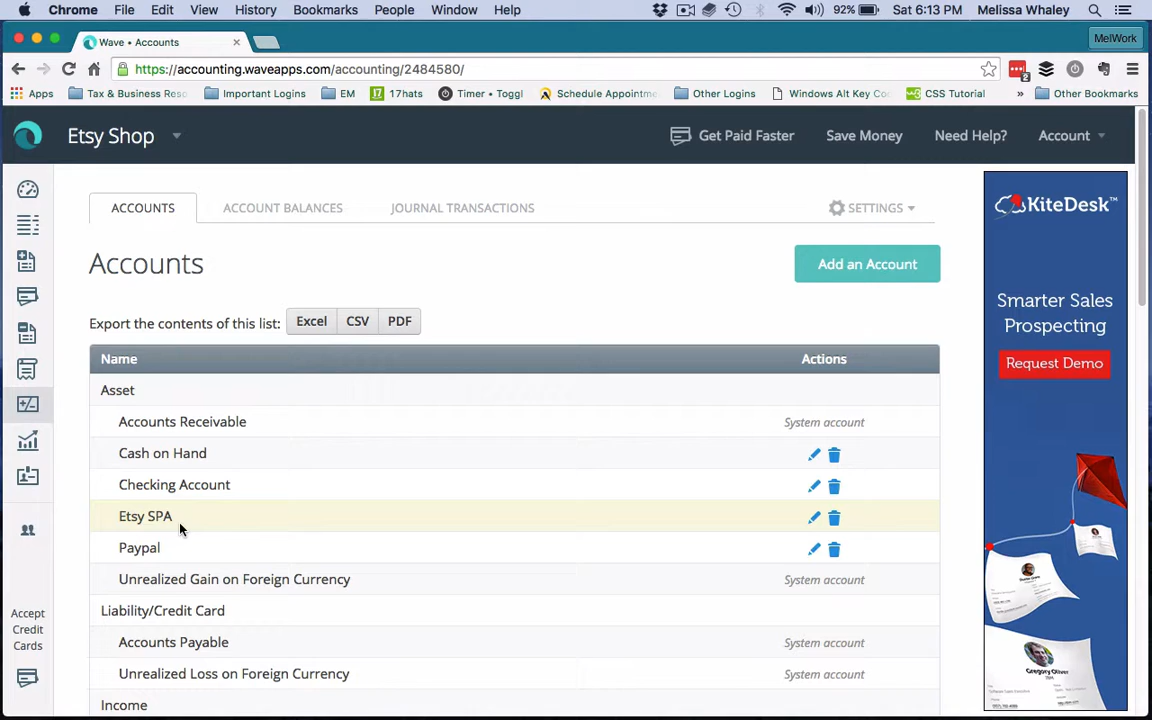 Chrome File Edit View History Bookmarks People Window Help 92% Sat 6:13 PM Melissa Whaley
Wave • Accounts MelWork
https://accounting.waveapps.com/accounting/2484580/ 2
Apps Tax & Business Reso Important Logins EM 17hats Timer • Toggl Schedule Appointme Other Logins Windows Alt Key Co CSS Tutorial » Other Bookmarks
Etsy Shop Get Paid Faster Save Money Need Help? Account
ACCOUNTS ACCOUNT BALANCES JOURNAL TRANSACTIONS SETTINGS
KiteDesk™
Accounts Add an Account
Smarter Sales
Prospecting
Export the contents of this list: Excel CSV PDF
Request Demo
Name Actions
Asset
Accounts Receivable System account
Cash on Hand
Checking Account
Etsy SPA
Paypal
Unrealized Gain on Foreign Currency System account
Liability/Credit Card
Accounts Payable System account
Unrealized Loss on Foreign Currency System account
Income
Accept
Credit
Cards
Gregory Oliver